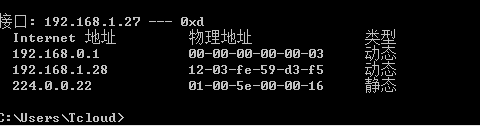 接口: 192.168.1.27 --- 0xd
Internet 地址 物理地址 类型
192.168.0.1 00-00-00-00-00-03 动态
192.168.1.28 12-03-fe-59-d3-f5 动态
224.0.0.22 01-00-5e-00-00-16 静态
C:\Users\Tcloud>